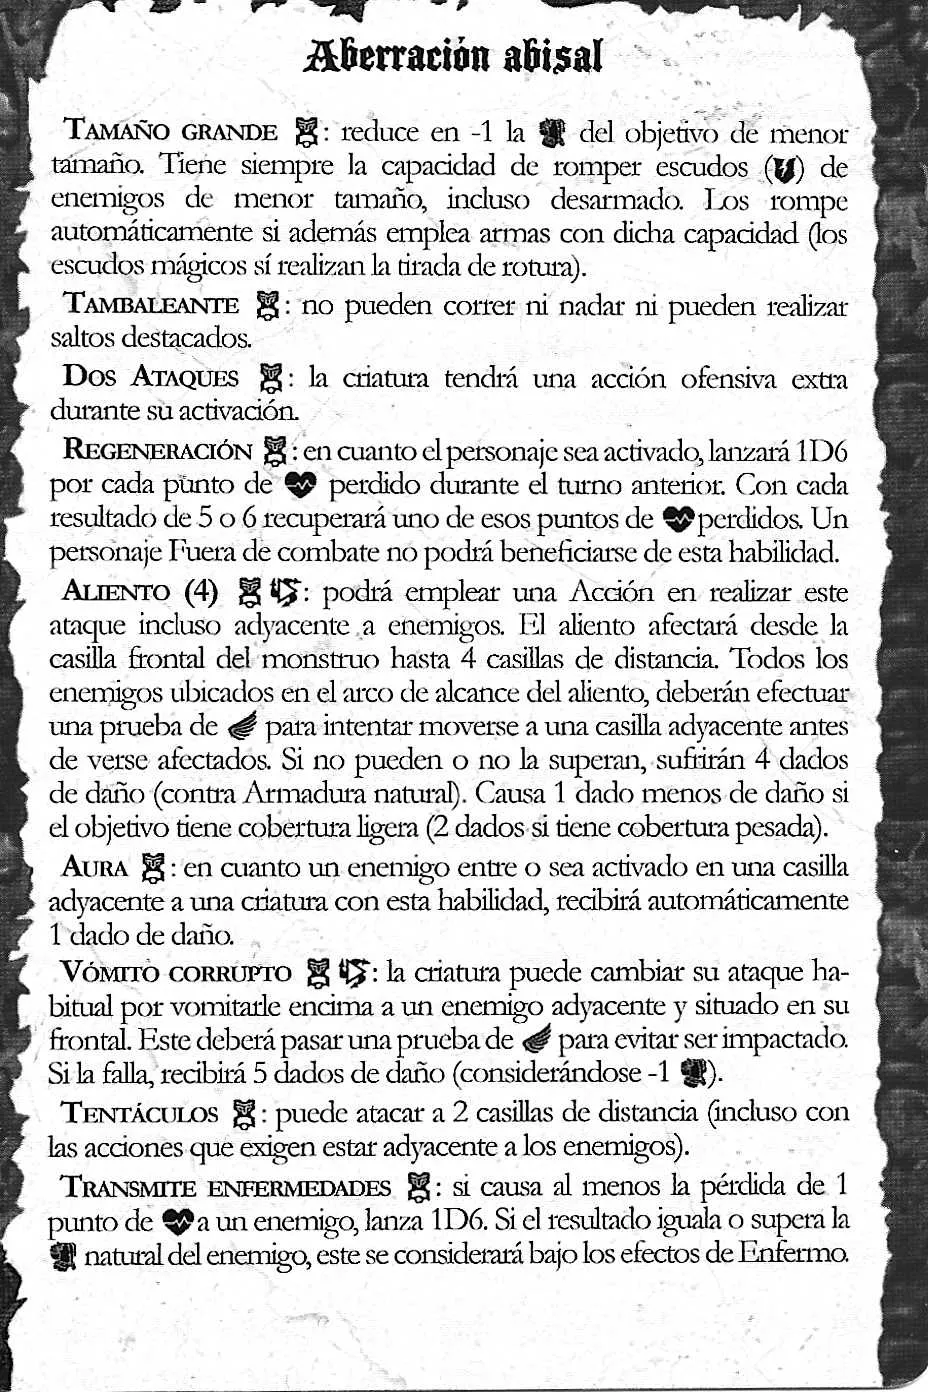 Aberración abisal
TAMAÑO GRANDE : reduce en -1 la del objetivo de menor
tamaño. Tiene siempre la capacidad de romper escudos ( ) de
enemigos de menor tamaño, incluso desarmado. Los rompe
automáticamente si además emplea armas con dicha capacidad (los
escudos mágicos sí realizan la tirada de rotura).
TAMBALEANTE : no pueden correr ni nadar ni pueden realizar
saltos destacados.
DOS ATAQUES : la criatura tendrá una acción ofensiva extra
durante su activación.
REGENERACIÓN : en cuanto el personaje sea activado, lanzará 1D6
por cada punto de perdido durante el turno anterior. Con cada
resultado de 5 o 6 recuperará uno de esos puntos de perdidos. Un
personaje Fuera de combate no podrá beneficiarse de esta habilidad.
ALIENTO (4) : podrá emplear una Acción en realizar este
ataque incluso adyacente a enemigos. El aliento afectará desde la
casilla frontal del monstruo hasta 4 casillas de distancia. Todos los
enemigos ubicados en el arco de alcance del aliento, deberán efectuar
una prueba de para intentar moverse a una casilla adyacente antes
de verse afectados. Si no pueden o no la superan, sufrirán 4 dados
de daño (contra Armadura natural). Causa 1 dado menos de daño si
el objetivo tiene cobertura ligera (2 dados si tiene cobertura pesada).
AURA : en cuanto un enemigo entre o sea activado en una casilla
adyacente a una criatura con esta habilidad, recibirá automáticamente
1 dado de daño.
VÓMITO CORRUPTO : la criatura puede cambiar su ataque ha-
bitual por vomitarle encima a un enemigo adyacente y situado en su
frontal. Este deberá pasar una prueba de para evitar ser impactado.
Si la falla, recibirá 5 dados de daño (considerándose -1 ).
TENTÁCULOS : puede atacar a 2 casillas de distancia (incluso con
las acciones que exigen estar adyacente a los enemigos).
TRANSMITE ENFERMEDADES : si causa al menos la pérdida de 1
punto de a un enemigo, lanza 1D6. Si el resultado iguala o supera la
natural del enemigo, este se considerará bajo los efectos de Enfermo.